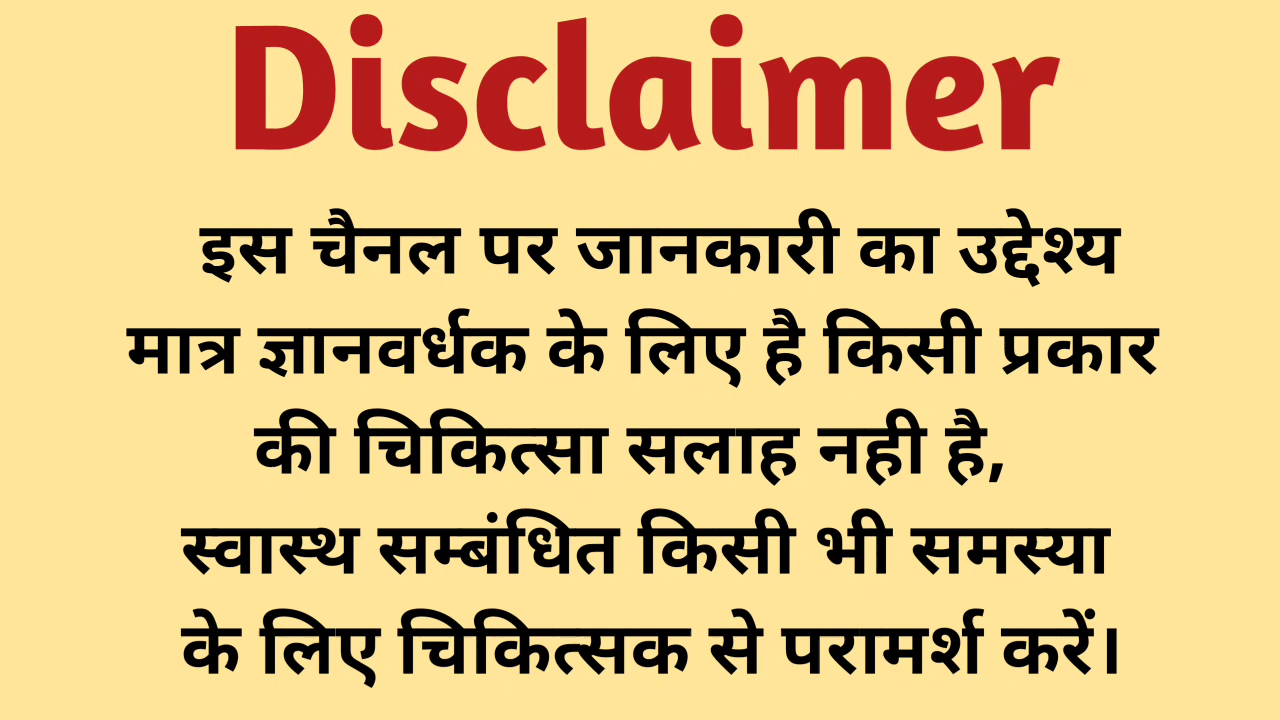 Disclaimer
इस चैनल पर जानकारी का उद्देश्य
मात्र ज्ञानवर्धक के लिए है किसी प्रकार
की चिकित्सा सलाह नही है,
स्वास्थ सम्बंधित किसी भी समस्या
के लिए चिकित्सक से परामर्श करें।